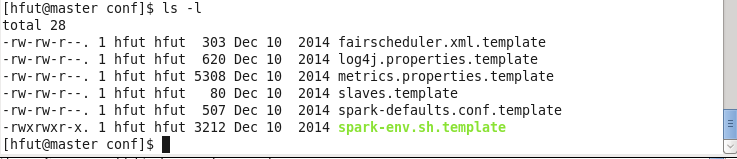 [hfut@master conf]$ ls -l
total 28
-rw-rw-r--. 1 hfut hfut  303 Dec 10  2014 fairscheduler.xml.template
-rw-rw-r--. 1 hfut hfut  620 Dec 10  2014 log4j.properties.template
-rw-rw-r--. 1 hfut hfut 5308 Dec 10  2014 metrics.properties.template
-rw-rw-r--. 1 hfut hfut   80 Dec 10  2014 slaves.template
-rw-rw-r--. 1 hfut hfut  507 Dec 10  2014 spark-defaults.conf.template
-rwxrwxr-x. 1 hfut hfut 3212 Dec 10  2014 spark-env.sh.template
[hfut@master conf]$